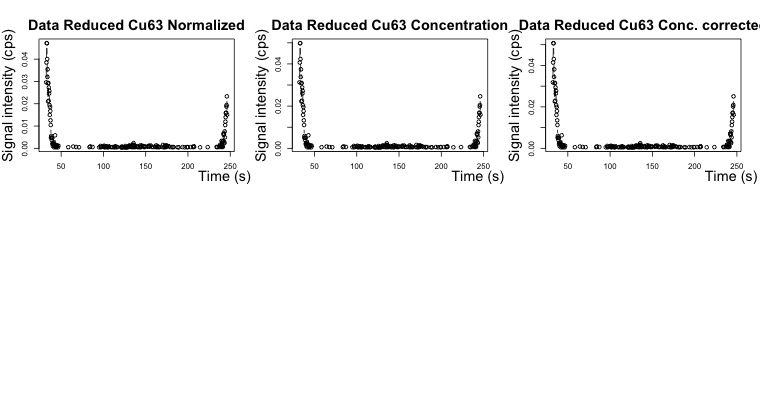 Data Reduced Cu63 Normalized
Signal intensity (cps)
0.00 0.01 0.02 0.03 0.04
50 100 150 200 250
Time (s)
Data Reduced Cu63 Concentration
Signal intensity (cps)
0.00 0.02 0.04
50 100 150 200 250
Time (s)
Data Reduced Cu63 Conc. corrected
Signal intensity (cps)
0.00 0.02 0.04
50 100 150 200 250
Time (s)